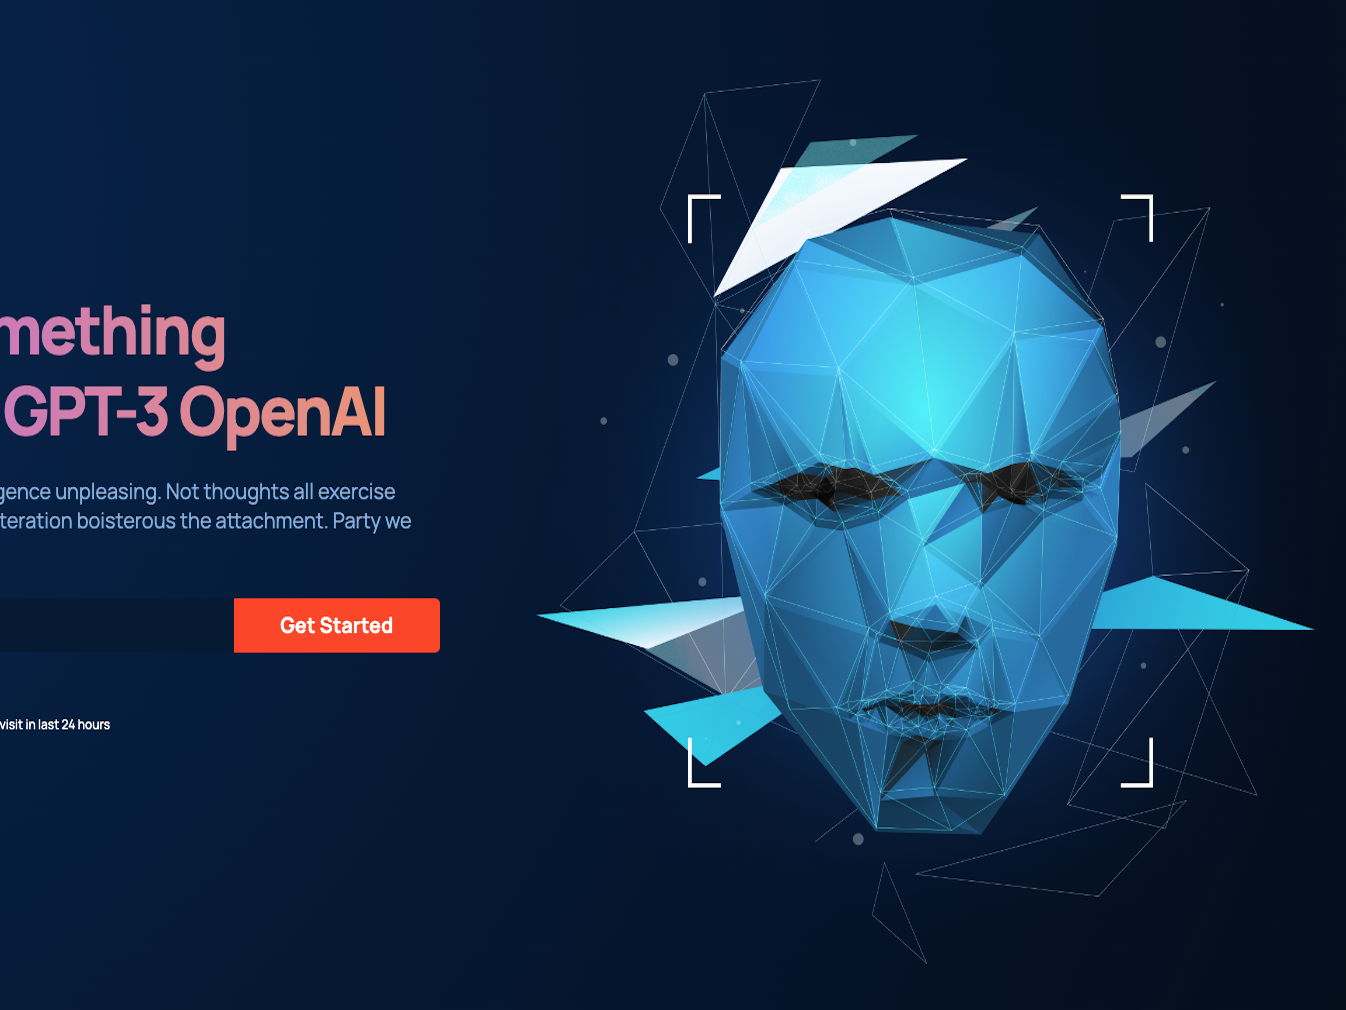 mething
GPT-3 OpenAI
gence unpleasing. Not thoughts all exercise
teration boisterous the attachment. Party we
Get Started
visit in last 24 hours